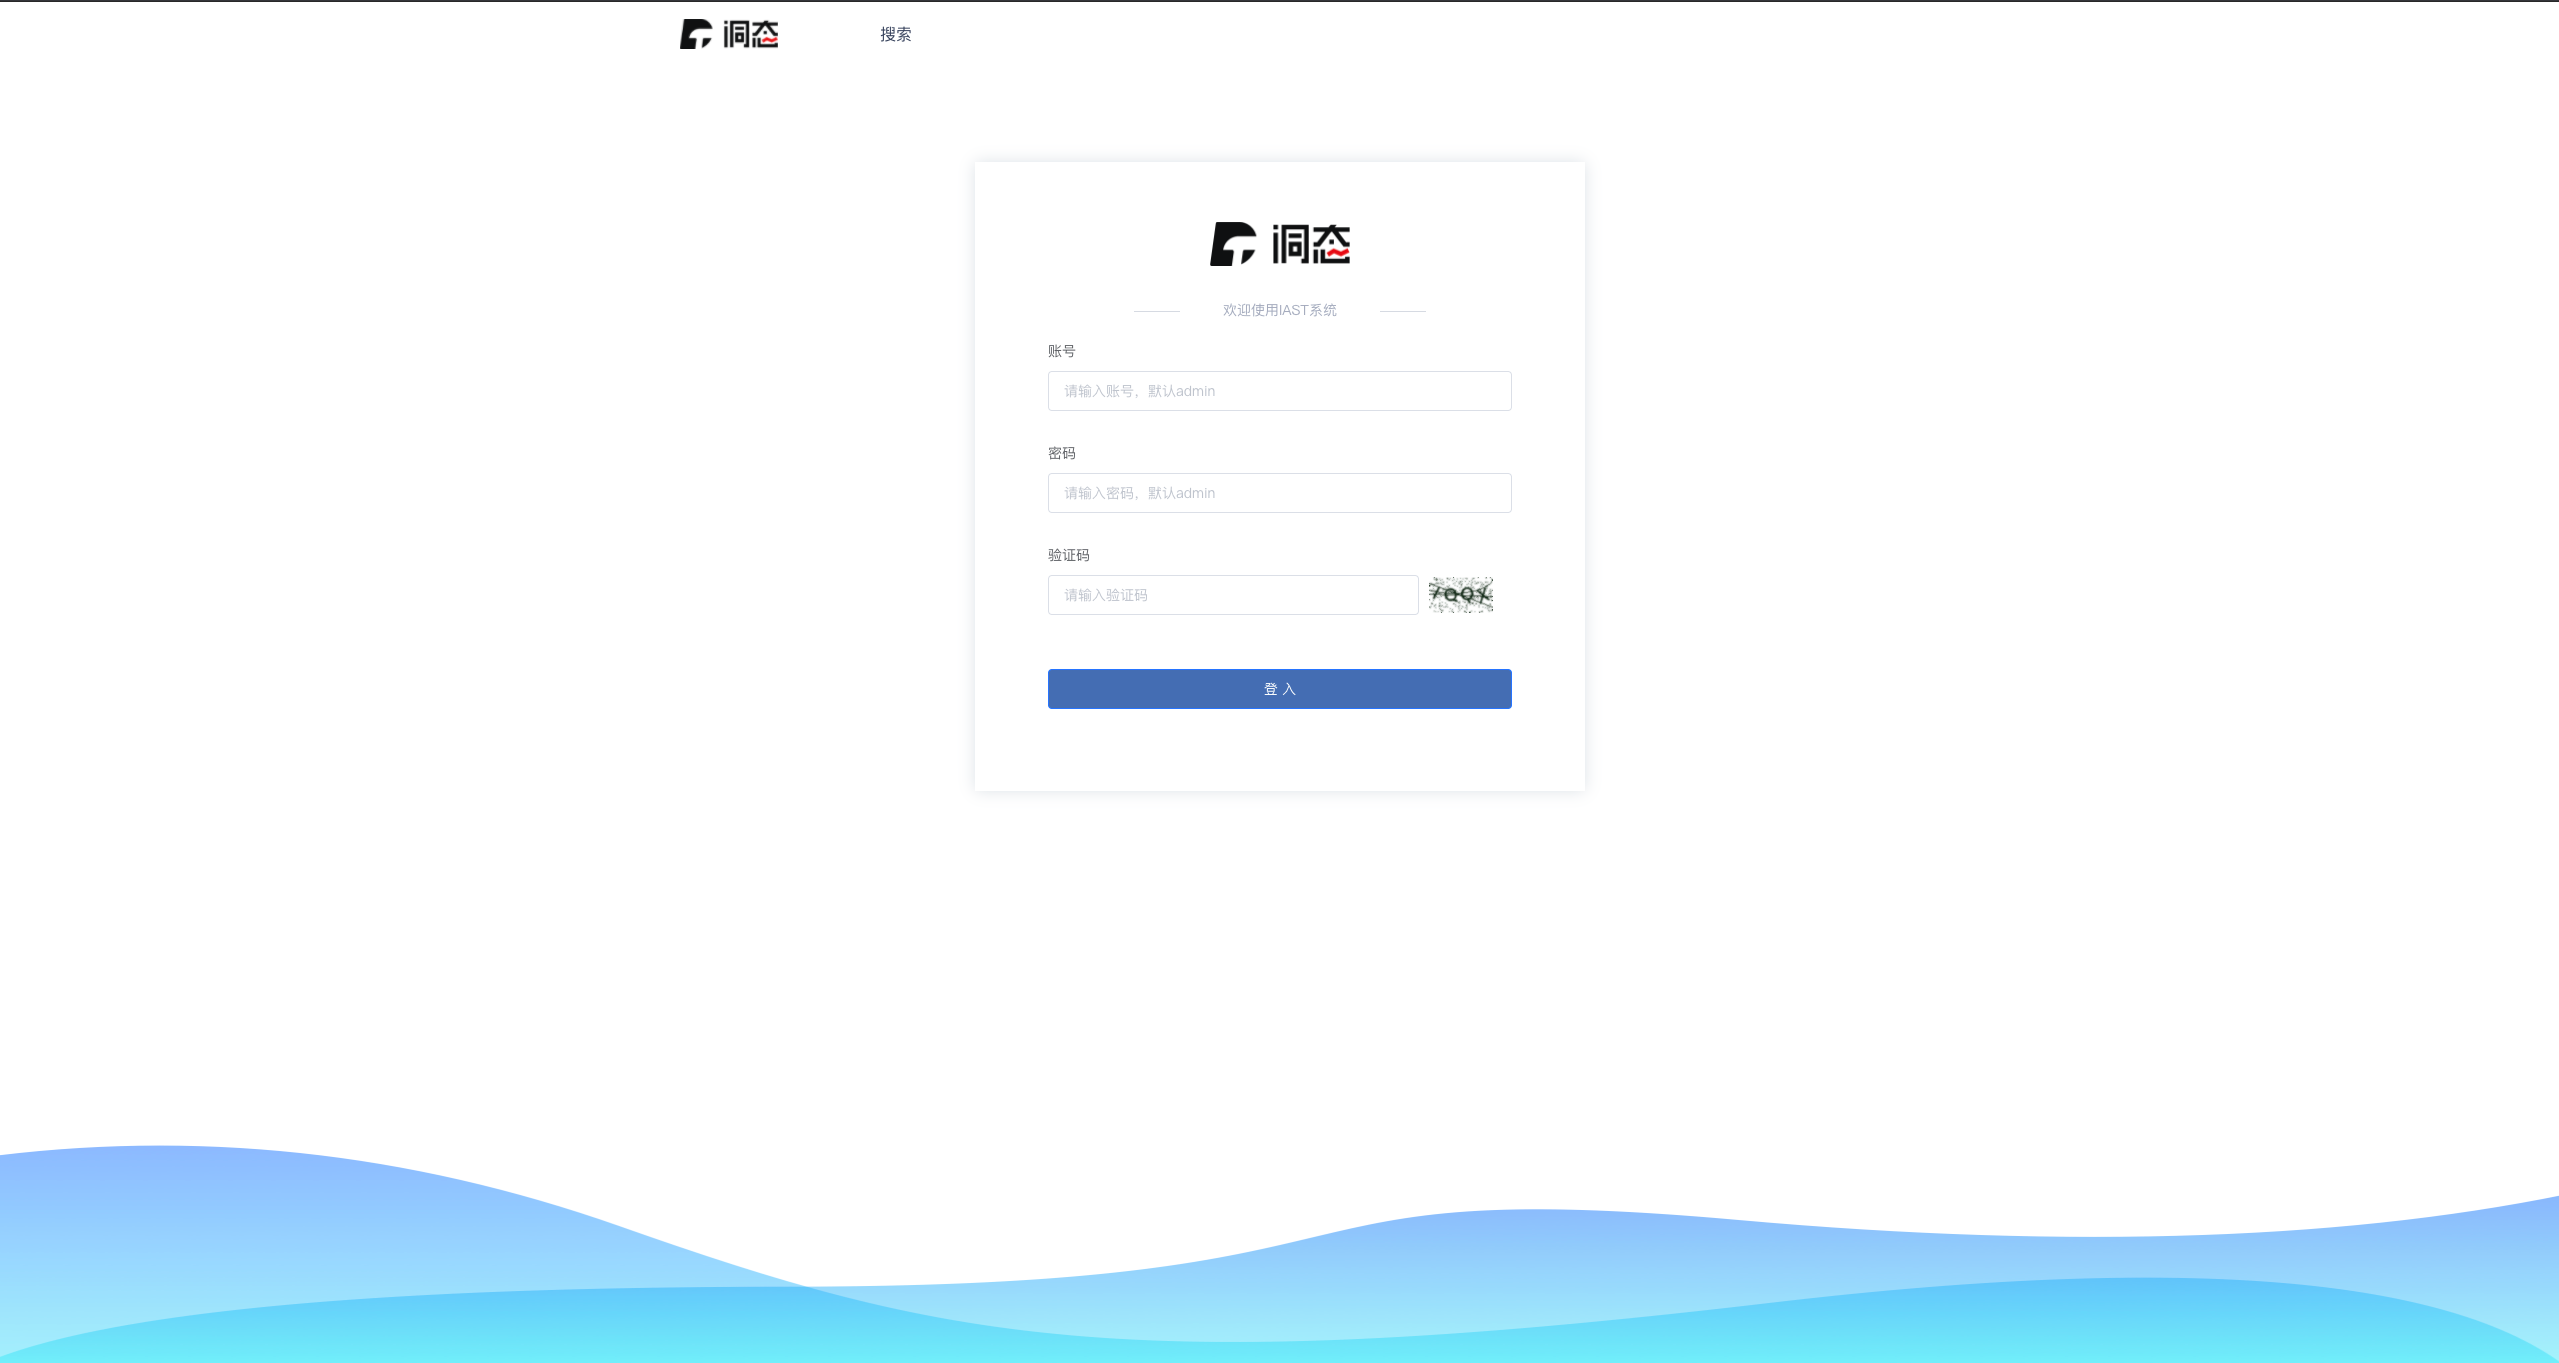 洞态
搜索
洞态
欢迎使用IAST系统
账号
请输入账号，默认admin
密码
请输入密码，默认admin
验证码
请输入验证码
登 入